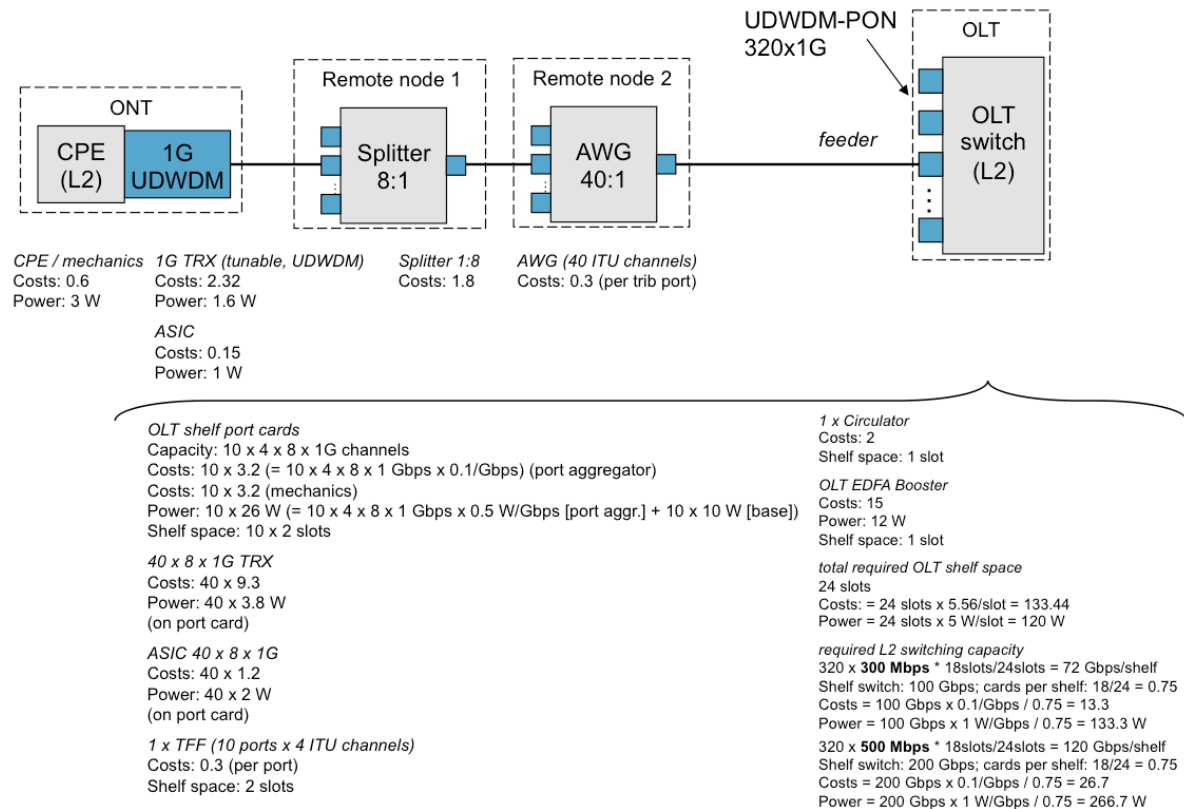 UDWDM-PON
320x1G
OLT
Remote node 1
Remote node 2
ONT
CPE
(L2)
1G
UDWDM
Splitter
8:1
AWG
40:1
feeder
OLT
switch
(L2)
CPE / mechanics
Costs: 0.6
Power: 3 W
1G TRX (tunable, UDWDM)
Costs: 2.32
Power: 1.6 W
ASIC
Costs: 0.15
Power: 1 W
Splitter 1:8
Costs: 1.8
AWG (40 ITU channels)
Costs: 0.3 (per trib port)
OLT shelf port cards
Capacity: 10 x 4 x 8 x 1G channels
Costs: 10 x 3.2 (= 10 x 4 x 8 x 1 Gbps x 0.1/Gbps) (port aggregator)
Costs: 10 x 3.2 (mechanics)
Power: 10 x 26 W (= 10 x 4 x 8 x 1 Gbps x 0.5 W/Gbps [port aggr.] + 10 x 10 W [base])
Shelf space: 10 x 2 slots
40 x 8 x 1G TRX
Costs: 40 x 9.3
Power: 40 x 3.8 W
(on port card)
ASIC 40 x 8 x 1G
Costs: 40 x 1.2
Power: 40 x 2 W
(on port card)
1 x TFF (10 ports x 4 ITU channels)
Costs: 0.3 (per port)
Shelf space: 2 slots
1 x Circulator
Costs: 2
Shelf space: 1 slot
OLT EDFA Booster
Costs: 15
Power: 12 W
Shelf space: 1 slot
total required OLT shelf space
24 slots
Costs: = 24 slots x 5.56/slot = 133.44
Power = 24 slots x 5 W/slot = 120 W
required L2 switching capacity
320 x 300 Mbps * 18slots/24slots = 72 Gbps/shelf
Shelf switch: 100 Gbps; cards per shelf: 18/24 = 0.75
Costs = 100 Gbps x 0.1/Gbps / 0.75 = 13.3
Power = 100 Gbps x 1 W/Gbps / 0.75 = 133.3 W
320 x 500 Mbps * 18slots/24slots = 120 Gbps/shelf
Shelf switch: 200 Gbps; cards per shelf: 18/24 = 0.75
Costs = 200 Gbps x 0.1/Gbps / 0.75 = 26.7
Power = 200 Gbps x 1 W/Gbps / 0.75 = 266.7 W